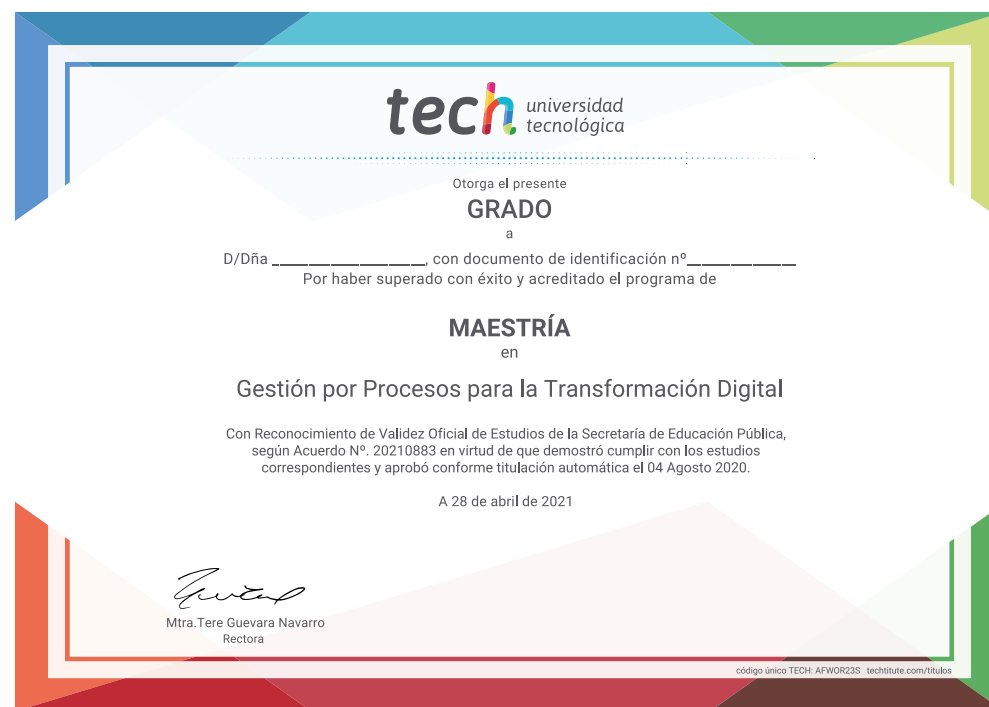 tech universidad
tecnológica
Otorga el presente
GRADO
a
D/Dña ____________________, con documento de identificación nº______________
Por haber superado con éxito y acreditado el programa de
MAESTRÍA
en
Gestión por Procesos para la Transformación Digital
Con Reconocimiento de Validez Oficial de Estudios de la Secretaría de Educación Pública,
según Acuerdo Nº. 20210883 en virtud de que demostró cumplir con los estudios
correspondientes y aprobó conforme titulación automática el 04 Agosto 2020.
A 28 de abril de 2021
Mtra.Tere Guevara Navarro
Rectora
código único TECH: AFWOR23S techtitute.com/titulos